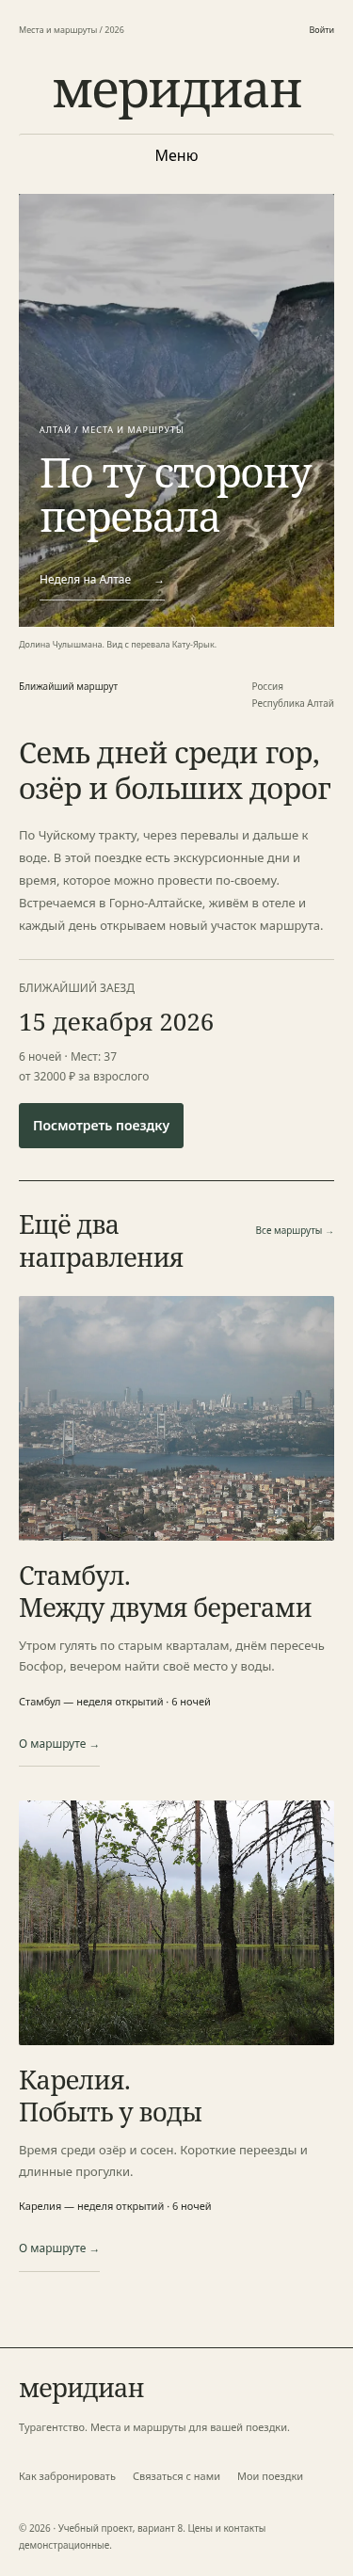 Места и маршруты / 2026
Войти
меридиан
Меню
АЛТАЙ / МЕСТА И МАРШРУТЫ
По ту сторону
перевала
Неделя на Алтае →
Долина Чулышмана. Вид с перевала Кату-Ярык.
Ближайший маршрут
Россия
Республика Алтай
Семь дней среди гор,
озёр и больших дорог
По Чуйскому тракту, через перевалы и дальше к
воде. В этой поездке есть экскурсионные дни и
время, которое можно провести по-своему.
Встречаемся в Горно-Алтайске, живём в отеле и
каждый день открываем новый участок маршрута.
БЛИЖАЙШИЙ ЗАЕЗД
15 декабря 2026
6 ночей · Мест: 37
от 32000 ₽ за взрослого
Посмотреть поездку
Ещё два
направления
Все маршруты →
Стамбул.
Между двумя берегами
Утром гулять по старым кварталам, днём пересечь
Босфор, вечером найти своё место у воды.
Стамбул — неделя открытий · 6 ночей
О маршруте →
Карелия.
Побыть у воды
Время среди озёр и сосен. Короткие переезды и
длинные прогулки.
Карелия — неделя открытий · 6 ночей
О маршруте →
меридиан
Турагентство. Места и маршруты для вашей поездки.
Как забронировать Связаться с нами Мои поездки
© 2026 · Учебный проект, вариант 8. Цены и контакты
демонстрационные.